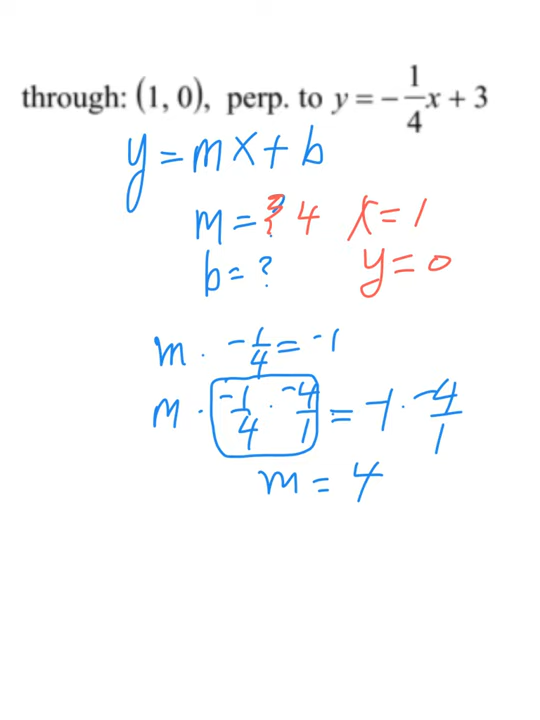 through: (1, 0), perp. to y = -1/4 x + 3
y = mx + b
m = ? 4 x = 1
b = ? y = 0
m · -1/4 = -1
m · -1/4 · -4/1 = -1 · -4/1
m = 4